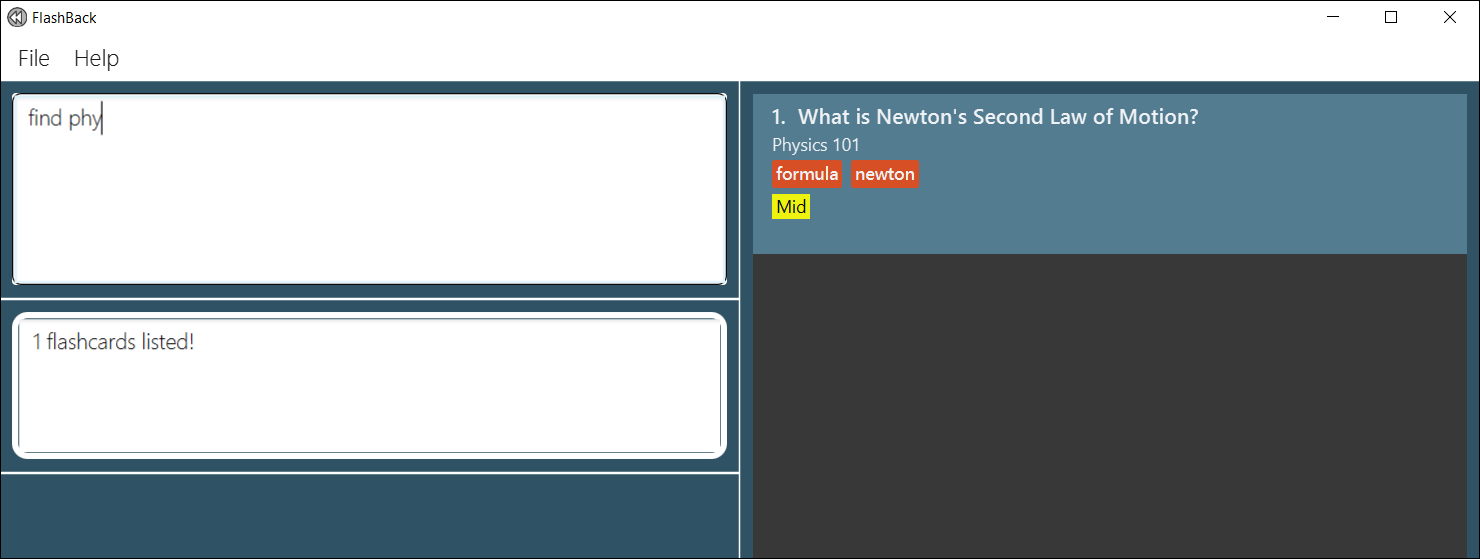 FlashBack
File Help
find phy
1 flashcards listed!
1. What is Newton's Second Law of Motion?
Physics 101
formula newton
Mid